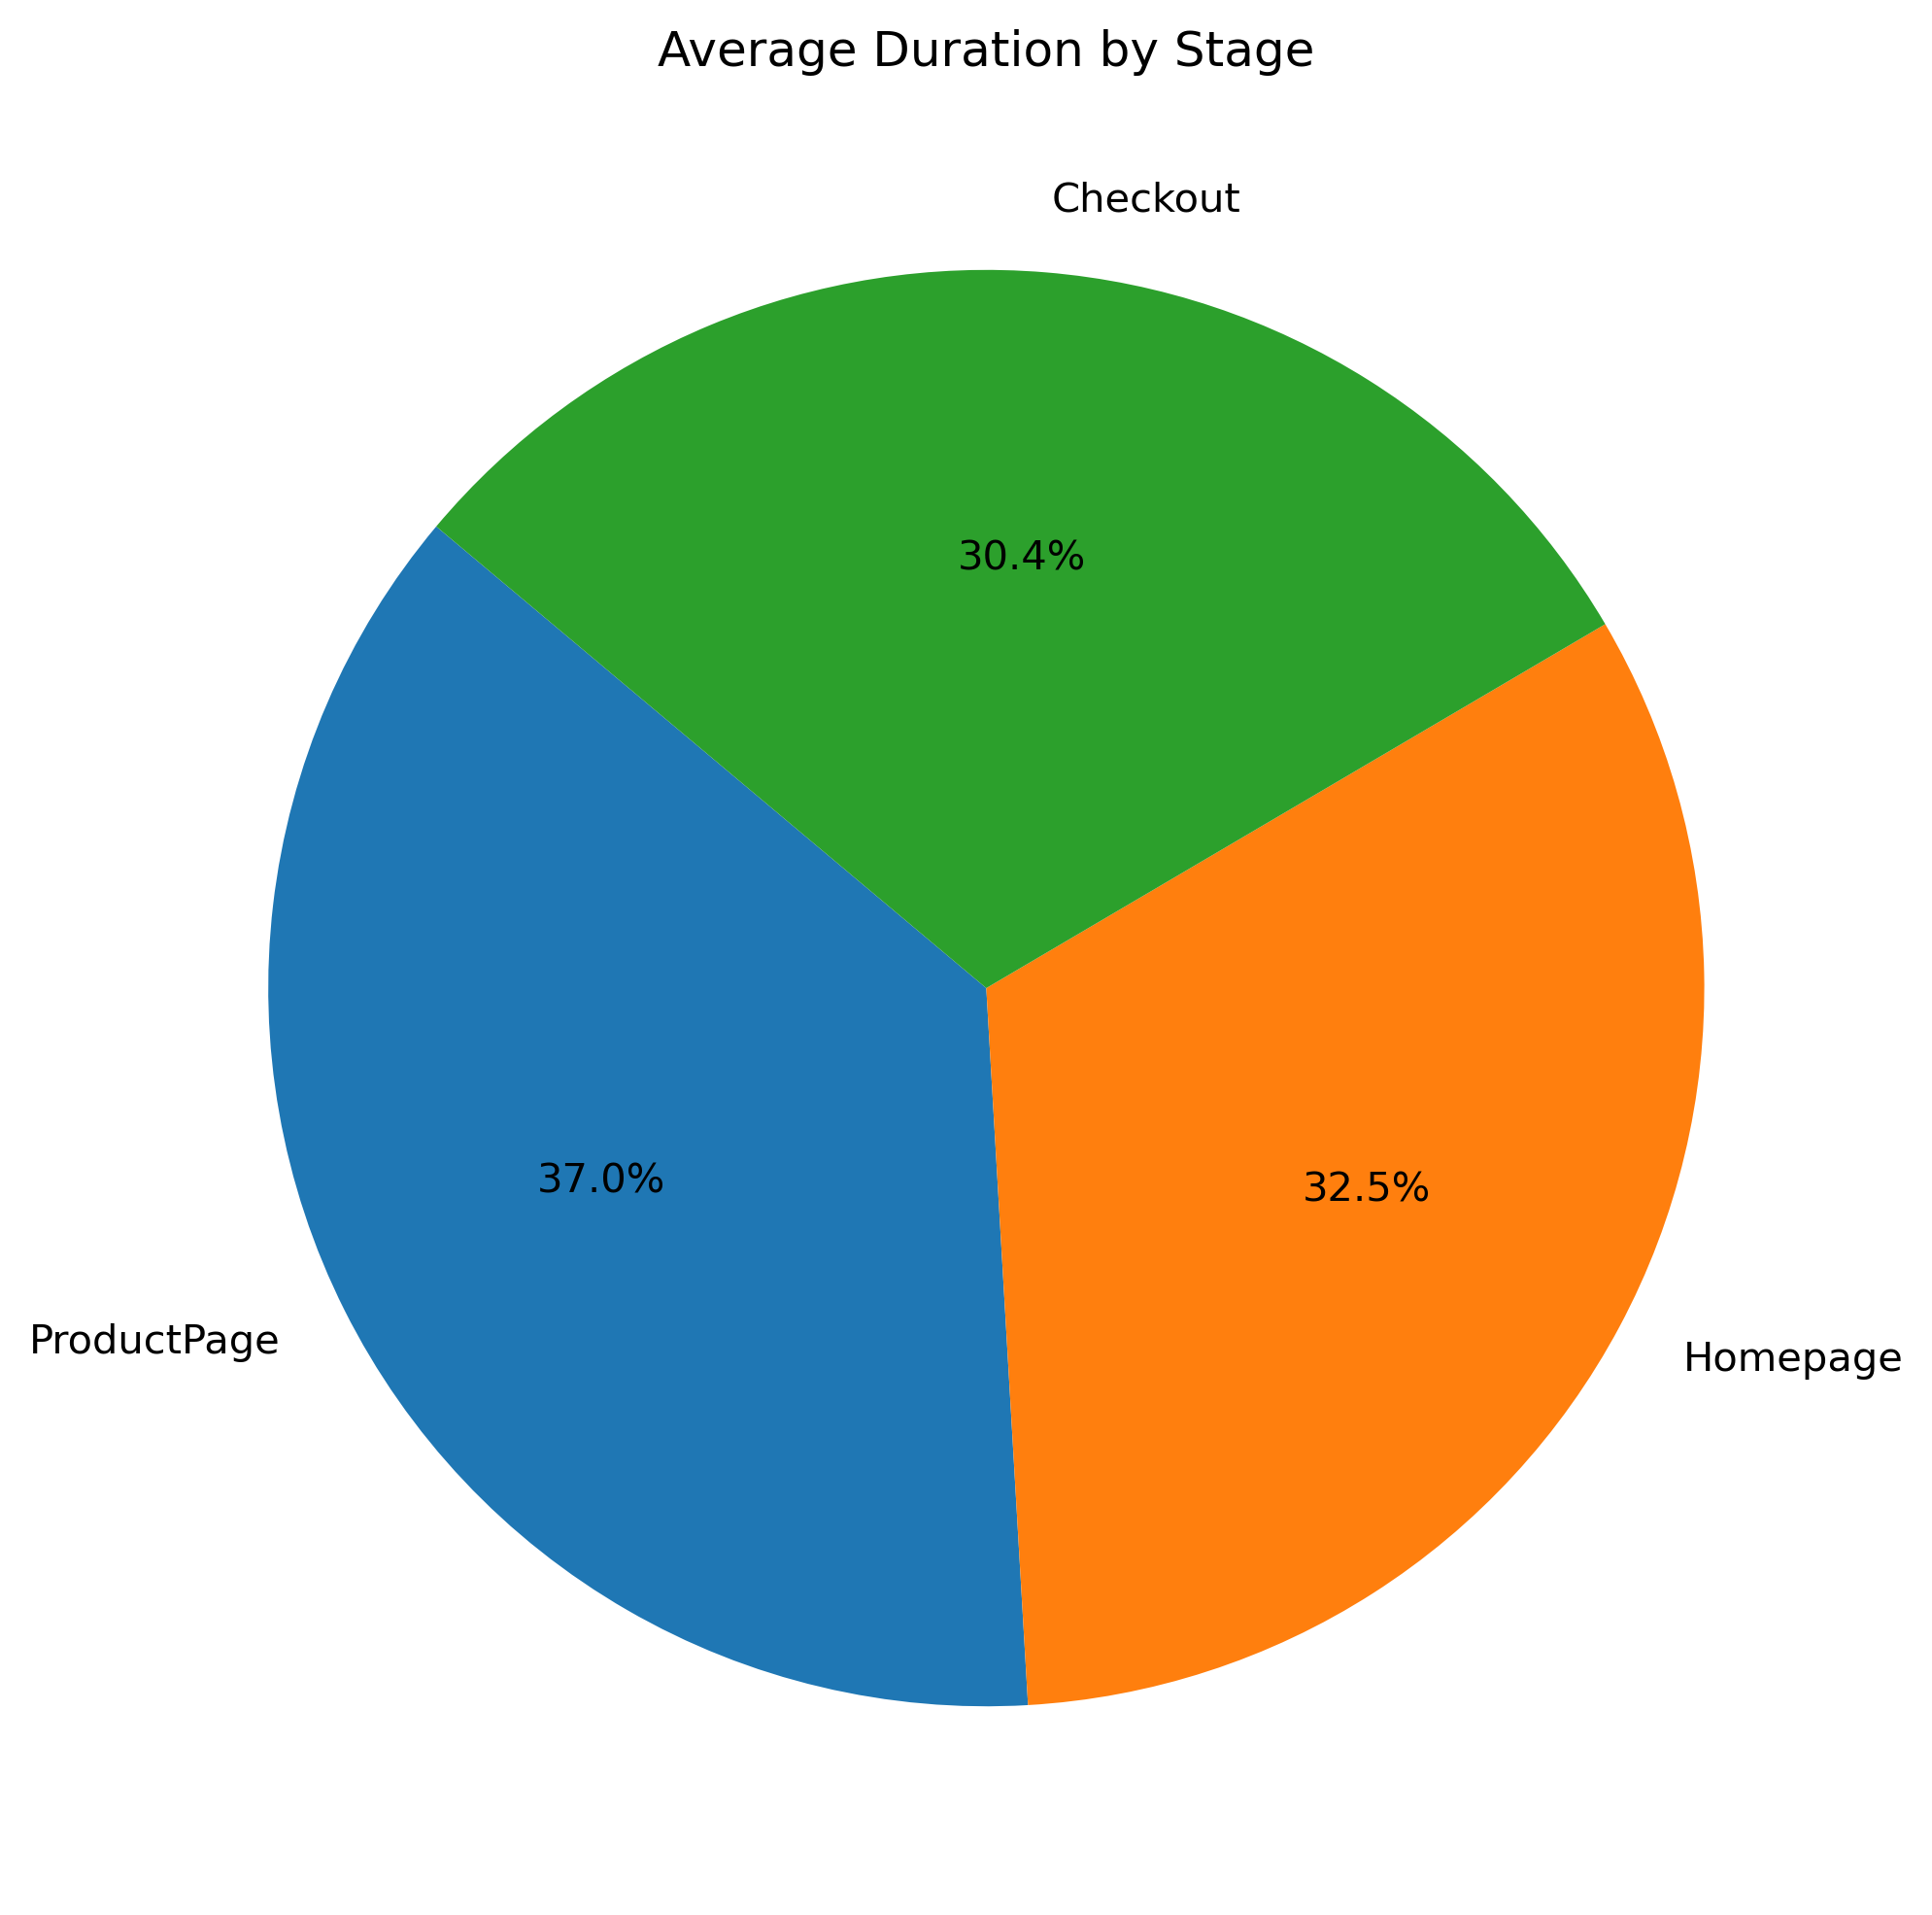 Average Duration by Stage
Checkout
30.4%
37.0%
32.5%
ProductPage
Homepage